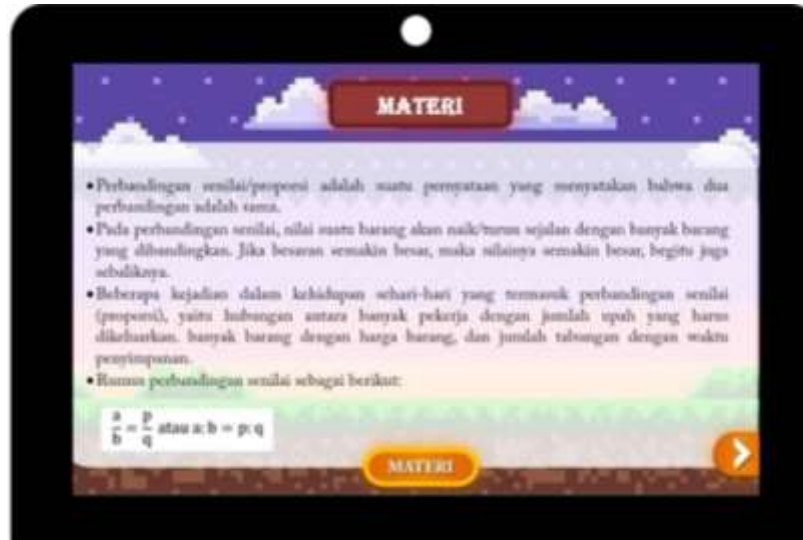 MATERI
• Perbandingan senilai/proporsi adalah suatu pernyataan yang menyatakan bahwa dua
perbandingan adalah sama.
• Pada perbandingan senilai, nilai suatu barang akan naik/turun sejalan dengan banyak barang
yang dibandingkan. Jika besaran semakin besar, maka nilainya semakin besar, begitu juga
sebaliknya.
• Beberapa kejadian dalam kehidupan sehari-hari yang termasuk perbandingan senilai
(proporsi), yaitu hubungan antara banyak pekerja dengan jumlah upah yang harus
dikeluarkan, banyak barang dengan harga barang, dan jumlah tabungan dengan waktu
penyimpanan.
• Rumus perbandingan senilai sebagai berikut:
a/b = p/q atau a: b = p: q
MATERI